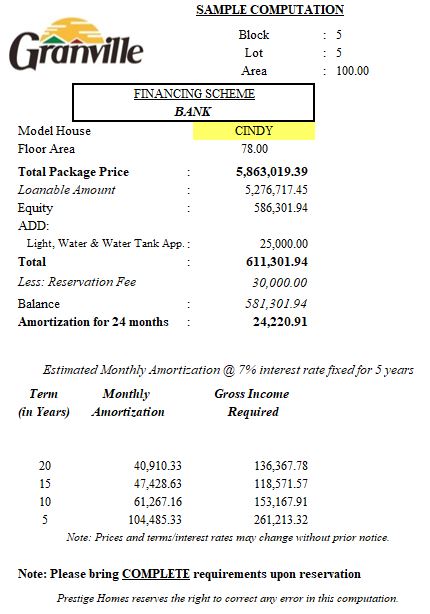 SAMPLE COMPUTATION
Granville
Block : 5
Lot : 5
Area : 100.00
FINANCING SCHEME
BANK
Model House CINDY
Floor Area 78.00
Total Package Price : 5,863,019.39
Loanable Amount : 5,276,717.45
Equity : 586,301.94
ADD:
Light, Water & Water Tank App. : 25,000.00
Total : 611,301.94
Less: Reservation Fee 30,000.00
Balance : 581,301.94
Amortization for 24 months : 24,220.91
Estimated Monthly Amortization @ 7% interest rate fixed for 5 years
Term Monthly Gross Income
(in Years) Amortization Required
20 40,910.33 136,367.78
15 47,428.63 118,571.57
10 61,267.16 153,167.91
5 104,485.33 261,213.32
Note: Prices and terms/interest rates may change without prior notice.
Note: Please bring COMPLETE requirements upon reservation
Prestige Homes reserves the right to correct any error in this computation.